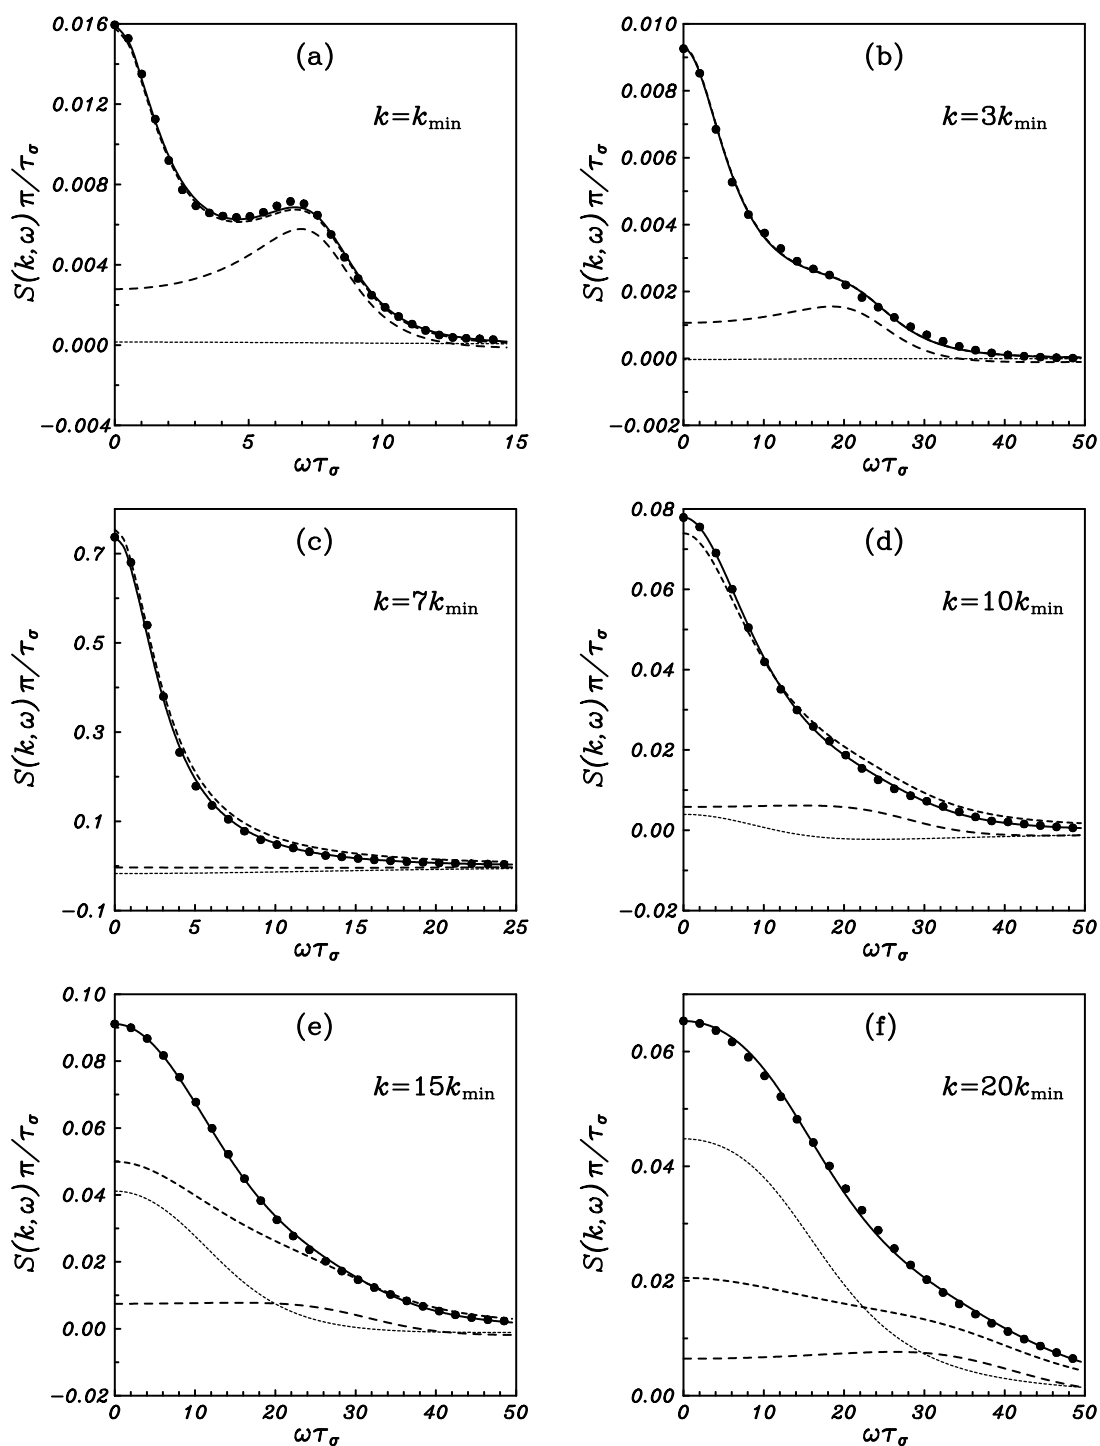 (a)
k=k_min
S(k,ω)π/τ_σ
0.016
0.012
0.008
0.004
0.000
−0.004
0 5 10 15
ωτ_σ
(b)
k=3k_min
S(k,ω)π/τ_σ
0.010
0.008
0.006
0.004
0.002
0.000
−0.002
0 10 20 30 40 50
ωτ_σ
(c)
k=7k_min
S(k,ω)π/τ_σ
0.7
0.5
0.3
0.1
−0.1
0 5 10 15 20 25
ωτ_σ
(d)
k=10k_min
S(k,ω)π/τ_σ
0.08
0.06
0.04
0.02
0.00
−0.02
0 10 20 30 40 50
ωτ_σ
(e)
k=15k_min
S(k,ω)π/τ_σ
0.10
0.08
0.06
0.04
0.02
0.00
−0.02
0 10 20 30 40 50
ωτ_σ
(f)
k=20k_min
S(k,ω)π/τ_σ
0.06
0.04
0.02
0.00
0 10 20 30 40 50
ωτ_σ